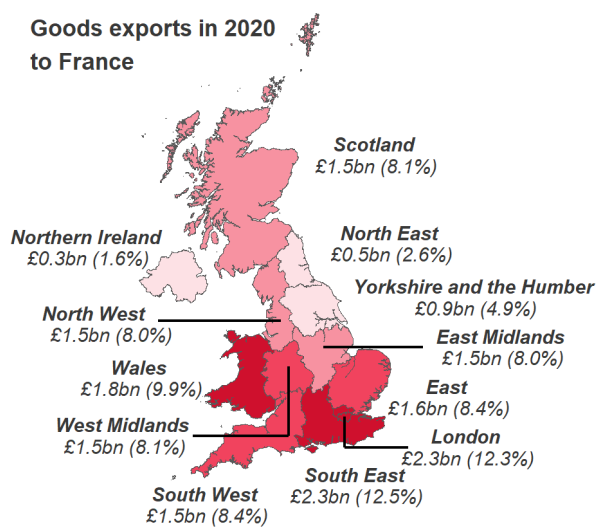 Goods exports in 2020
to France
Scotland
£1.5bn (8.1%)
Northern Ireland
£0.3bn (1.6%)
North East
£0.5bn (2.6%)
Yorkshire and the Humber
£0.9bn (4.9%)
North West
£1.5bn (8.0%)
East Midlands
£1.5bn (8.0%)
Wales
£1.8bn (9.9%)
East
£1.6bn (8.4%)
West Midlands
£1.5bn (8.1%)
London
£2.3bn (12.3%)
South East
£2.3bn (12.5%)
South West
£1.5bn (8.4%)